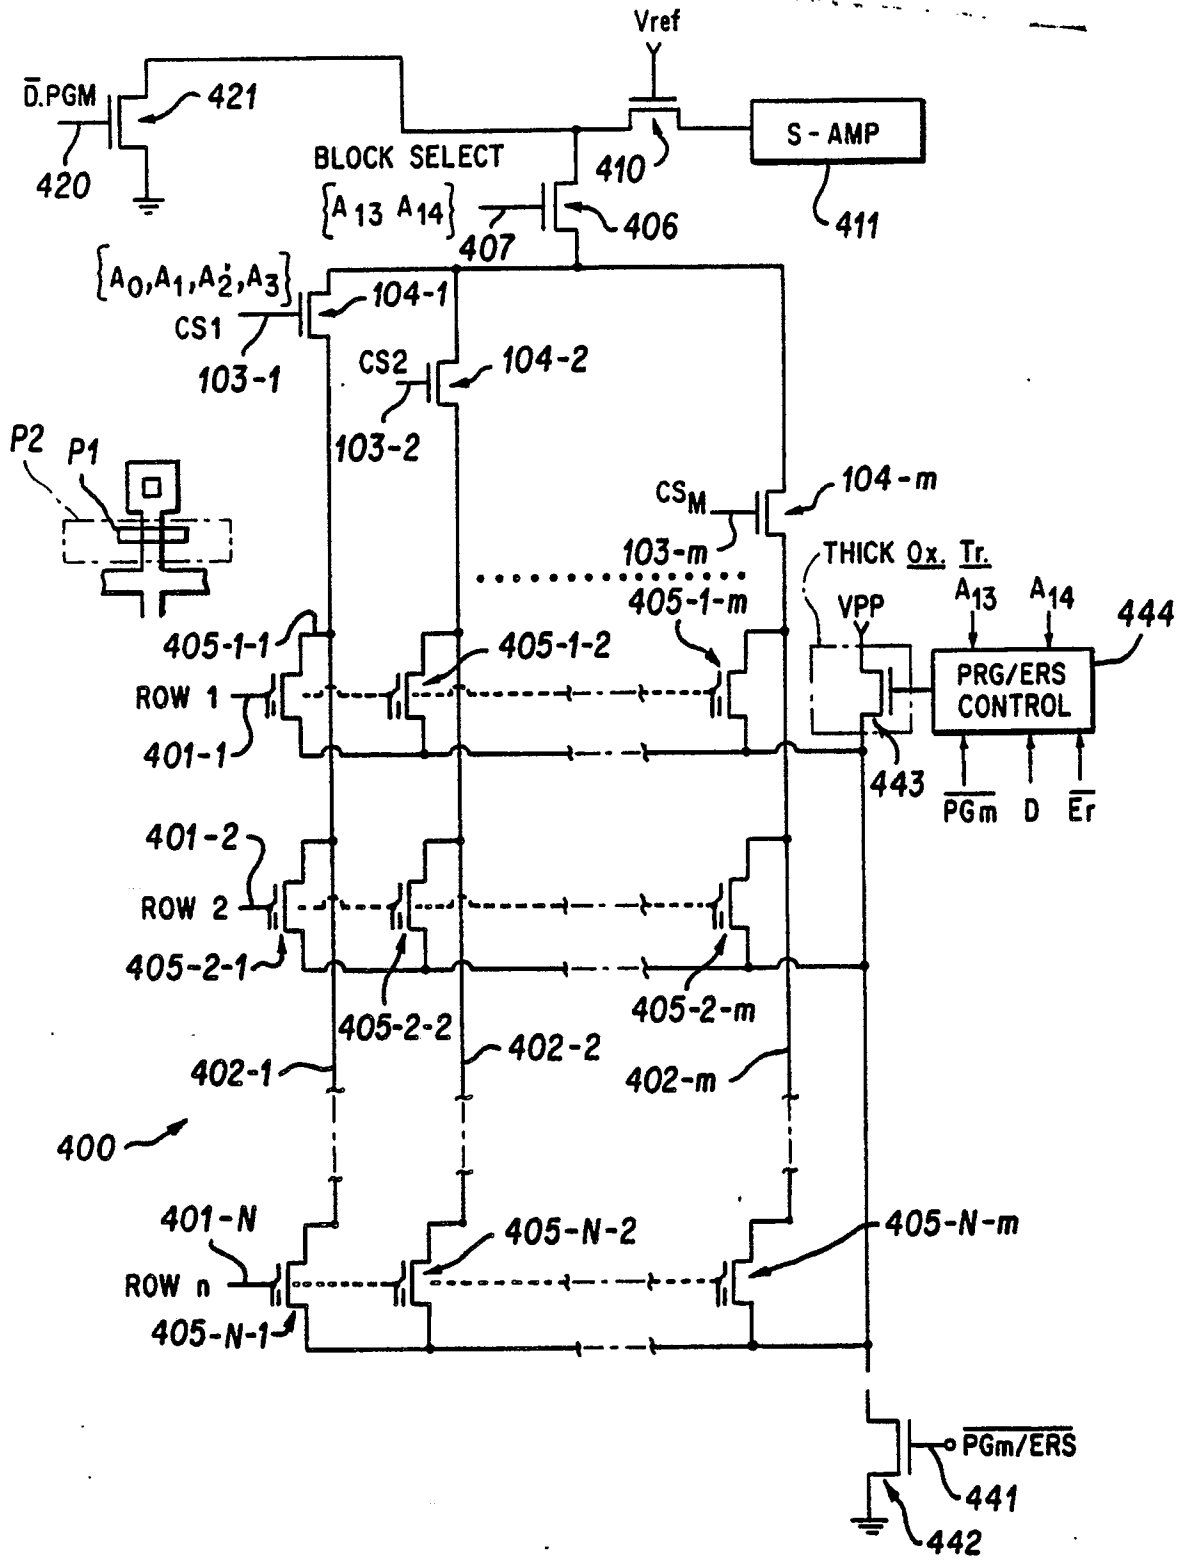 Vref
D̅.PGM
421
S-AMP
420
BLOCK SELECT
410
{A13 A14}
406
411
407
{A0,A1,A2,A3}
104-1
CS1
CS2
104-2
103-1
103-2
P2
P1
CSM
104-m
103-m
THICK Ox. Tr.
A13
A14
405-1-m
VPP
444
405-1-1
405-1-2
PRG/ERS
CONTROL
ROW 1
401-1
443
P̅G̅m̅
D
E̅r̅
401-2
ROW 2
405-2-1
405-2-2
405-2-m
402-1
402-2
402-m
400
401-N
405-N-2
405-N-m
ROW n
405-N-1
P̅G̅m̅/̅E̅R̅S̅
441
442